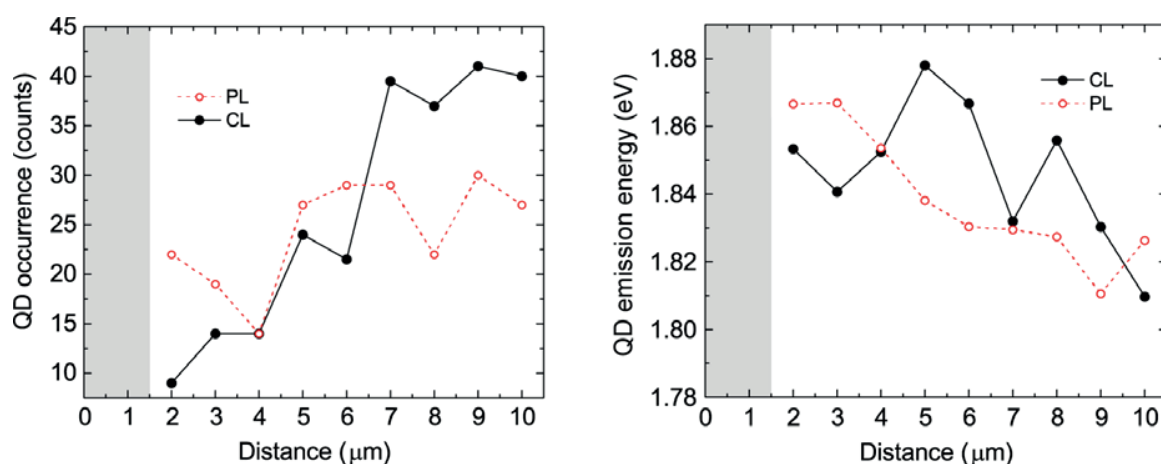 QD occurrence (counts)
45
40
35
30
25
20
15
10
PL
CL
0 1 2 3 4 5 6 7 8 9 10
Distance (μm)
QD emission energy (eV)
1.88
1.86
1.84
1.82
1.80
1.78
CL
PL
0 1 2 3 4 5 6 7 8 9 10
Distance (μm)